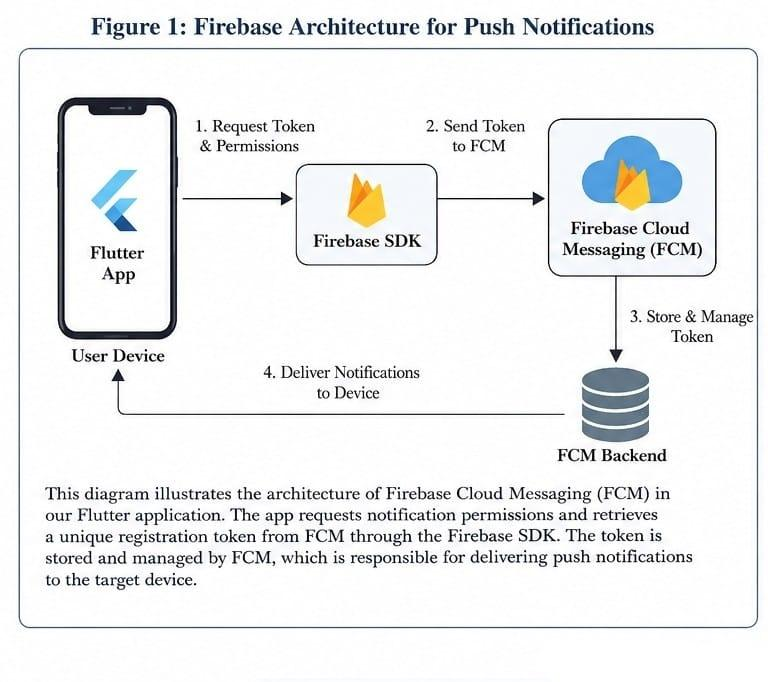 Figure 1: Firebase Architecture for Push Notifications
1. Request Token
& Permissions
2. Send Token
to FCM
Flutter
App
Firebase SDK
Firebase Cloud
Messaging (FCM)
User Device
3. Store & Manage
Token
4. Deliver Notifications
to Device
FCM Backend
This diagram illustrates the architecture of Firebase Cloud Messaging (FCM) in
our Flutter application. The app requests notification permissions and retrieves
a unique registration token from FCM through the Firebase SDK. The token is
stored and managed by FCM, which is responsible for delivering push notifications
to the target device.